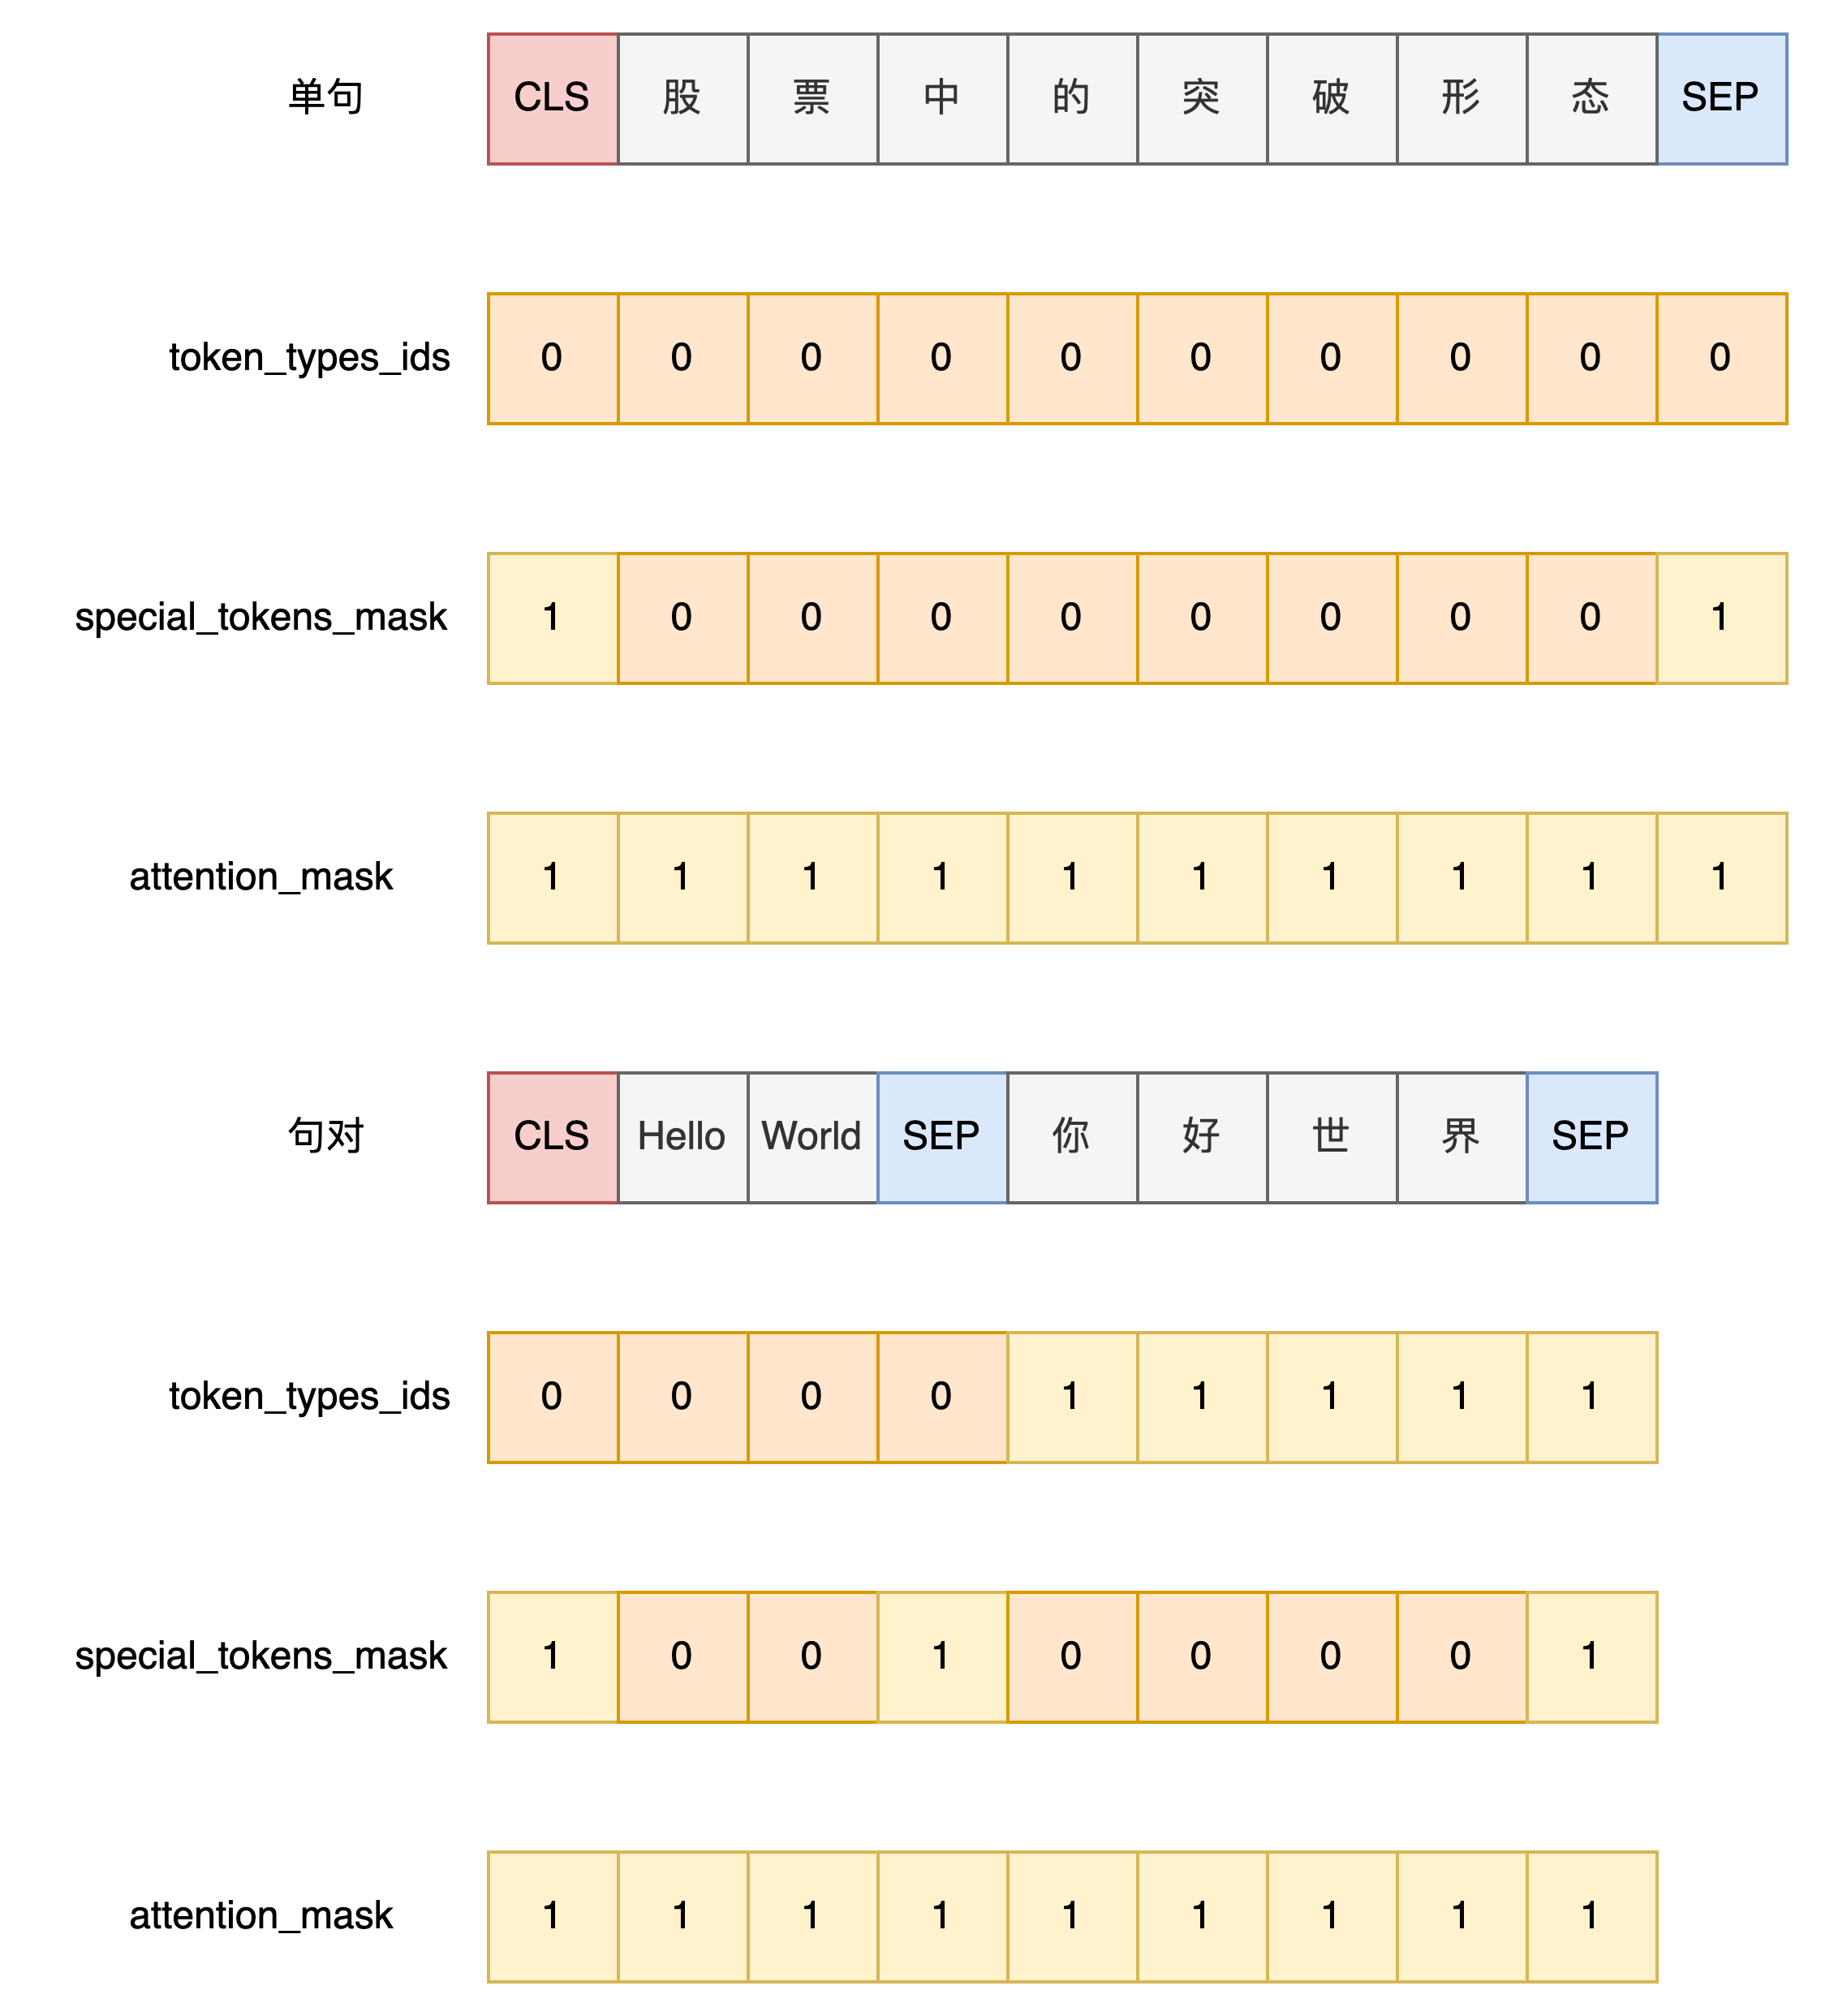 单句 CLS 股 票 中 的 突 破 形 态 SEP
token_types_ids 0 0 0 0 0 0 0 0 0 0
special_tokens_mask 1 0 0 0 0 0 0 0 0 1
attention_mask 1 1 1 1 1 1 1 1 1 1
句对 CLS Hello World SEP 你 好 世 界 SEP
token_types_ids 0 0 0 0 1 1 1 1 1
special_tokens_mask 1 0 0 1 0 0 0 0 1
attention_mask 1 1 1 1 1 1 1 1 1